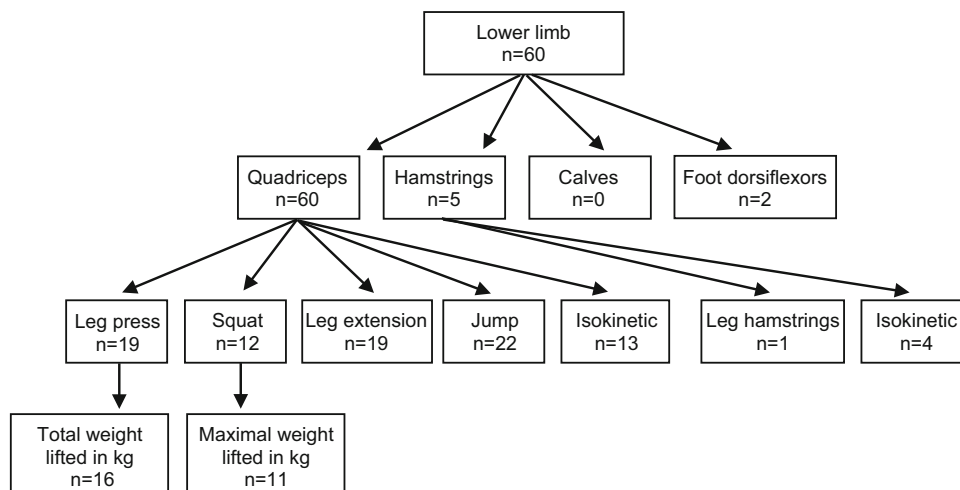 Lower limb
n=60
Quadriceps
n=60
Hamstrings
n=5
Calves
n=0
Foot dorsiflexors
n=2
Leg press
n=19
Squat
n=12
Leg extension
n=19
Jump
n=22
Isokinetic
n=13
Leg hamstrings
n=1
Isokinetic
n=4
Total weight
lifted in kg
n=16
Maximal weight
lifted in kg
n=11